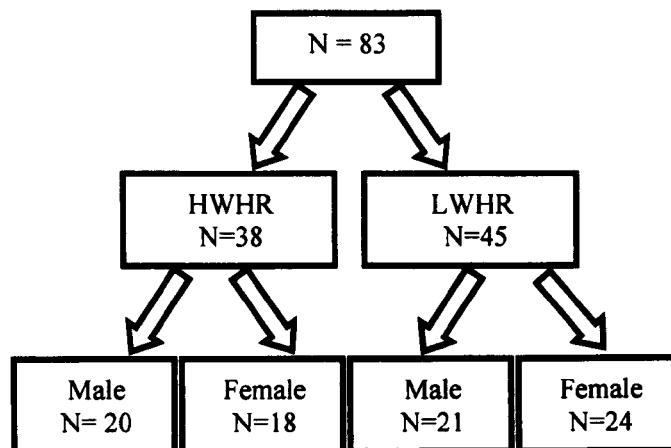 N = 83
HWHR
N=38
LWHR
N=45
Male
N= 20
Female
N=18
Male
N=21
Female
N=24